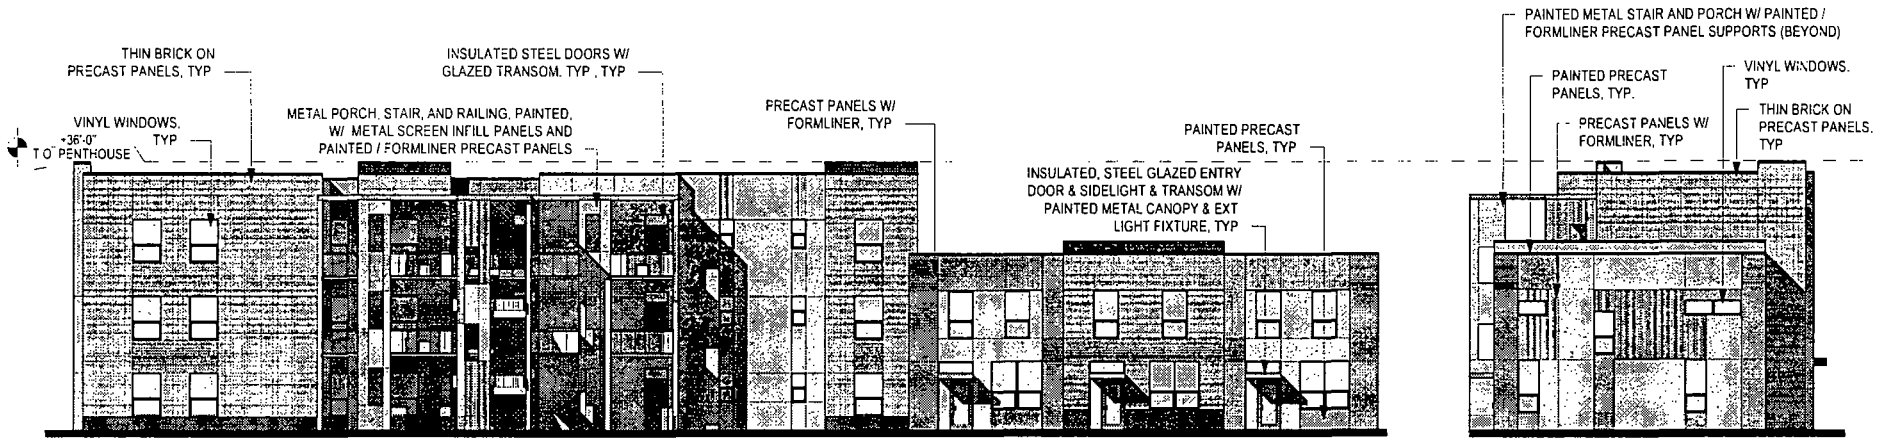 THIN BRICK ON
PRECAST PANELS, TYP
VINYL WINDOWS.
TYP
+36'-0"
T O PENTHOUSE
INSULATED STEEL DOORS W/
GLAZED TRANSOM. TYP , TYP
METAL PORCH, STAIR, AND RAILING, PAINTED,
W/ METAL SCREEN INFILL PANELS AND
PAINTED / FORMLINER PRECAST PANELS
PRECAST PANELS W/
FORMLINER, TYP
PAINTED PRECAST
PANELS, TYP
INSULATED, STEEL GLAZED ENTRY
DOOR & SIDELIGHT & TRANSOM W/
PAINTED METAL CANOPY & EXT
LIGHT FIXTURE, TYP
PAINTED METAL STAIR AND PORCH W/ PAINTED /
FORMLINER PRECAST PANEL SUPPORTS (BEYOND)
PAINTED PRECAST
PANELS, TYP.
VINYL WINDOWS.
TYP
THIN BRICK ON
PRECAST PANELS.
TYP
PRECAST PANELS W/
FORMLINER, TYP